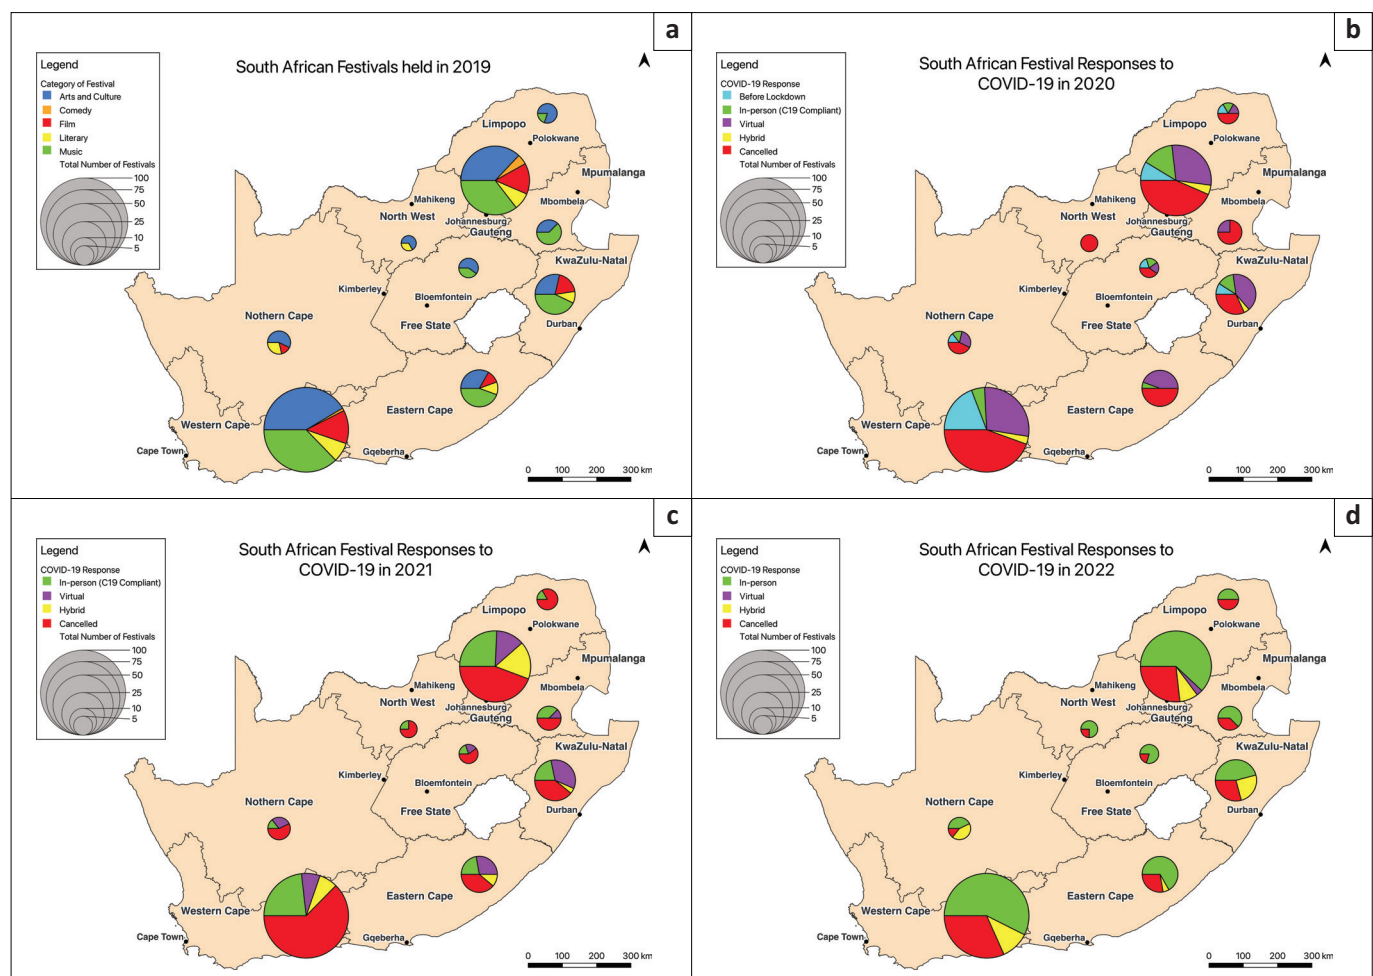 a
South African Festivals held in 2019
Legend
Category of Festival
Arts and Culture
Comedy
Film
Literary
Music
Total Number of Festivals
100
75
50
25
10
5
Limpopo
Polokwane
Mpumalanga
Mahikeng
Mbombela
North West
Johannesburg
Gauteng
KwaZulu-Natal
Kimberley
Bloemfontein
Nothern Cape
Free State
Durban
Eastern Cape
Western Cape
Cape Town
Gqeberha
0 100 200 300 km
b
South African Festival Responses to
COVID-19 in 2020
Legend
COVID-19 Response
Before Lockdown
In-person (C19 Compliant)
Virtual
Hybrid
Cancelled
Total Number of Festivals
100
75
50
25
10
5
Limpopo
Polokwane
Mpumalanga
Mahikeng
Mbombela
North West
Johannesburg
Gauteng
KwaZulu-Natal
Kimberley
Bloemfontein
Nothern Cape
Free State
Durban
Eastern Cape
Western Cape
Cape Town
Gqeberha
0 100 200 300 km
c
South African Festival Responses to
COVID-19 in 2021
Legend
COVID-19 Response
In-person (C19 Compliant)
Virtual
Hybrid
Cancelled
Total Number of Festivals
100
75
50
25
10
5
Limpopo
Polokwane
Mpumalanga
Mahikeng
Mbombela
North West
Johannesburg
Gauteng
KwaZulu-Natal
Kimberley
Bloemfontein
Nothern Cape
Free State
Durban
Eastern Cape
Western Cape
Cape Town
Gqeberha
0 100 200 300 km
d
South African Festival Responses to
COVID-19 in 2022
Legend
COVID-19 Response
In-person
Virtual
Hybrid
Cancelled
Total Number of Festivals
100
75
50
25
10
5
Limpopo
Polokwane
Mpumalanga
Mahikeng
Mbombela
North West
Johannesburg
Gauteng
KwaZulu-Natal
Kimberley
Bloemfontein
Nothern Cape
Free State
Durban
Eastern Cape
Western Cape
Cape Town
Gqeberha
0 100 200 300 km